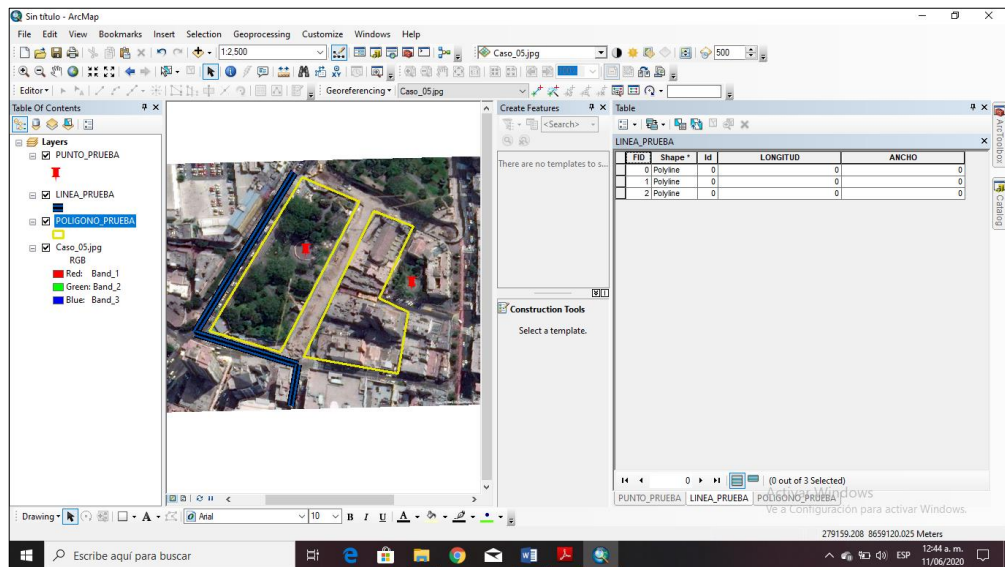 Sin título - ArcMap
File Edit View Bookmarks Insert Selection Geoprocessing Customize Windows Help
1:2,500
Caso_05.jpg
500
Editor
Georeferencing
Caso_05.jpg
Table Of Contents
Layers
PUNTO_PRUEBA
LINEA_PRUEBA
POLIGONO_PRUEBA
Caso_05.jpg
RGB
Red: Band_1
Green: Band_2
Blue: Band_3
Create Features
<Search>
There are no templates to s...
Construction Tools
Select a template.
Table
LINEA_PRUEBA
FID Shape * Id LONGITUD ANCHO
0 Polyline 0 0 0
1 Polyline 0 0 0
2 Polyline 0 0 0
0 (0 out of 3 Selected)
PUNTO_PRUEBA LINEA_PRUEBA POLIGONO_PRUEBA
Activar Windows
Ve a Configuración para activar Windows.
ArcToolbox
Catalog
Drawing
A
Arial
10
B I U A
279159.208 8659120.025 Meters
Escribe aquí para buscar
ESP
12:44 a. m.
11/06/2020